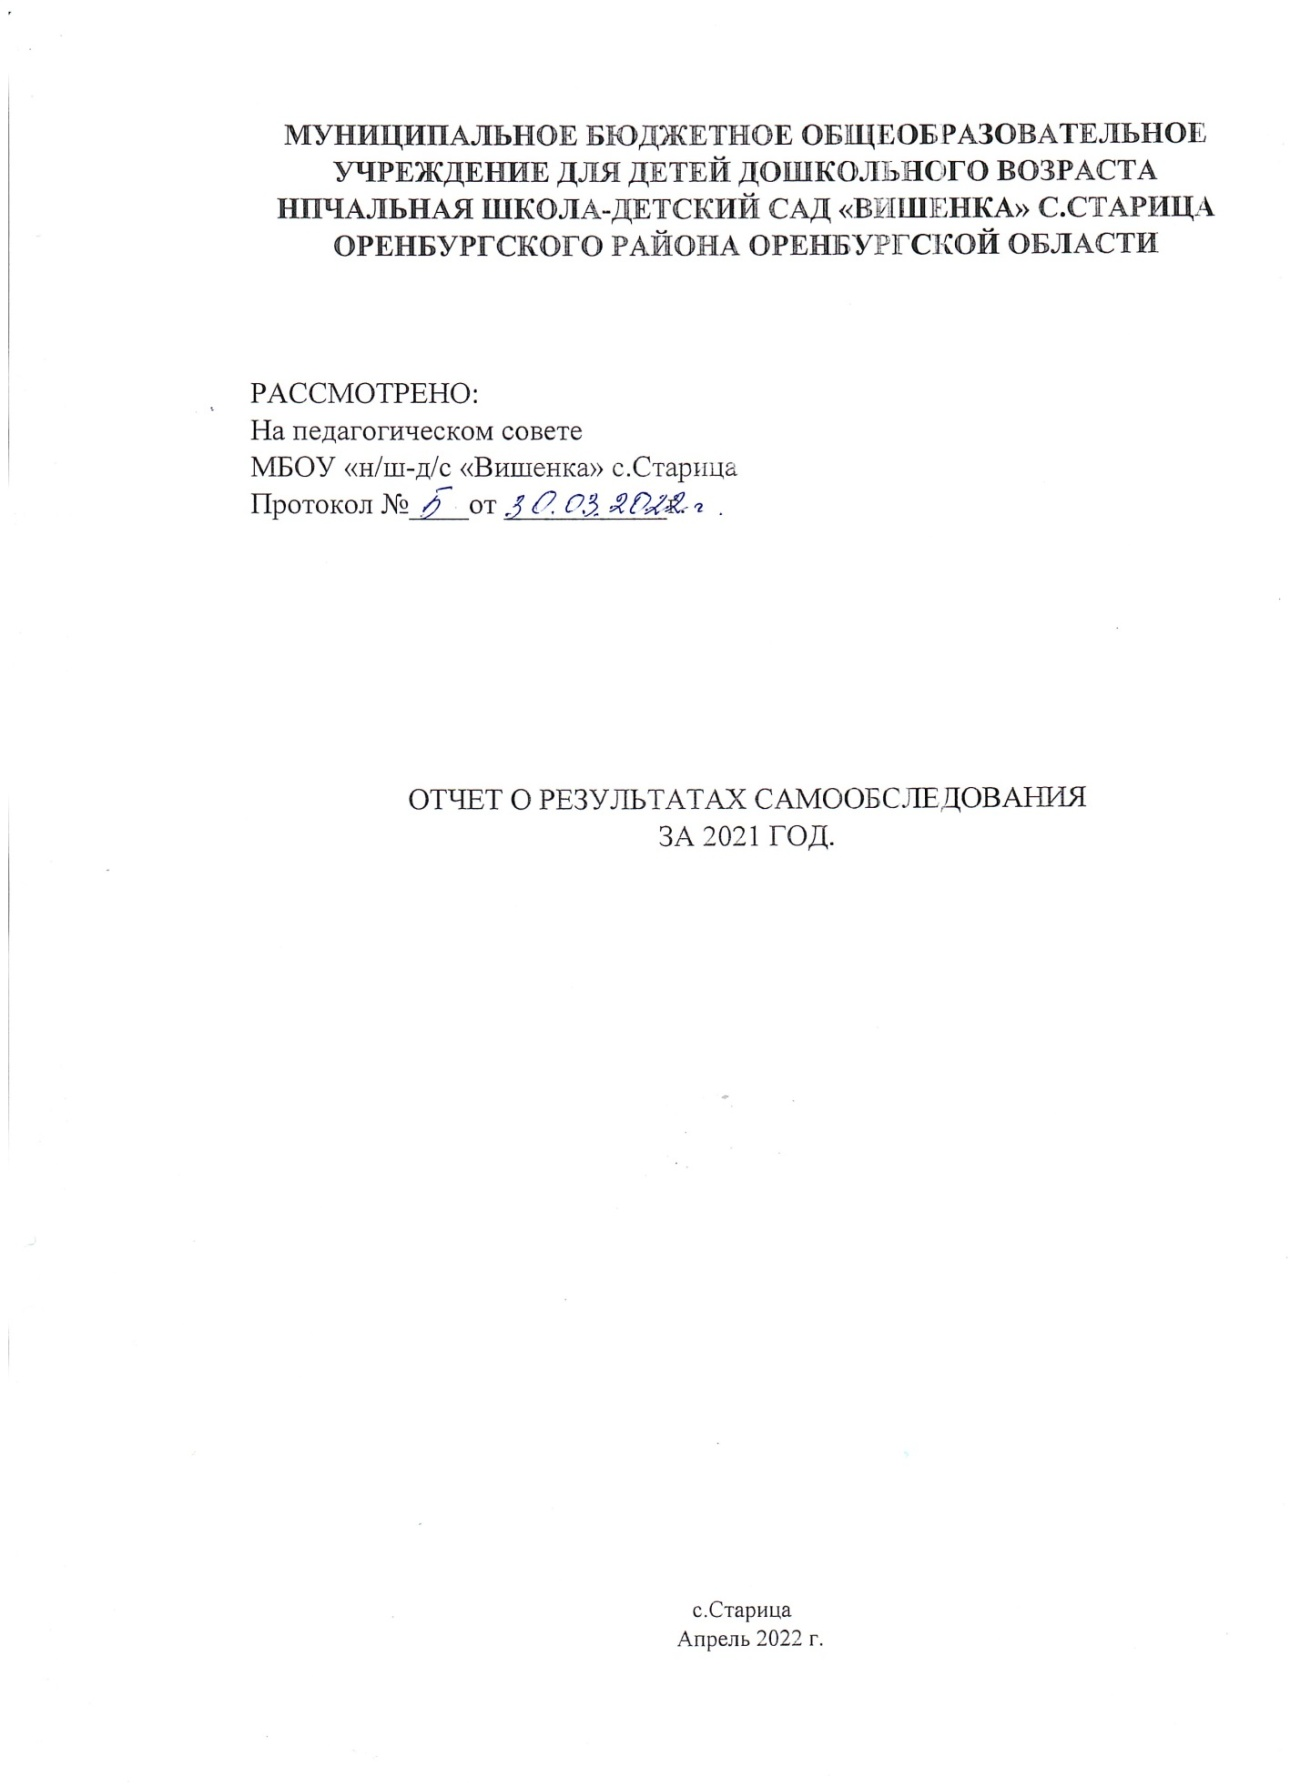 МУНИЦИПАЛЬНОЕ БЮДЖЕТНОЕ ОБЩЕОБРАЗОВАТЕЛЬНОЕ
УЧРЕЖДЕНИЕ ДЛЯ ДЕТЕЙ ДОШКОЛЬНОГО ВОЗРАСТА
НПЧАЛЬНАЯ ШКОЛА-ДЕТСКИЙ САД «ВИШЕНКА» С.СТАРИЦА
ОРЕНБУРГСКОГО РАЙОНА ОРЕНБУРГСКОЙ ОБЛАСТИ
РАССМОТРЕНО:
На педагогическом совете
МБОУ «н/ш-д/с «Вишенка» с.Старица
Протокол № 5 от 30.03.2022. г .
ОТЧЕТ О РЕЗУЛЬТАТАХ САМООБСЛЕДОВАНИЯ
ЗА 2021 ГОД.
с.Старица
Апрель 2022 г.